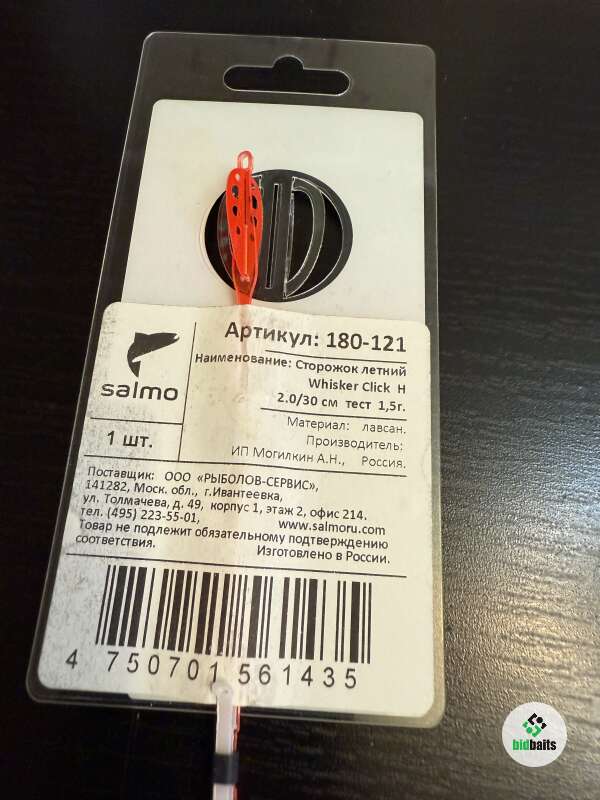 Артикул: 180-121
Наименование: Сторожок летний
Whisker Click H
2.0/30 см тест 1,5г.
salmo
1 шт.
Материал: лавсан.
Производитель:
ИП Могилкин А.Н., Россия.
Поставщик: ООО «РЫБОЛОВ-СЕРВИС»,
141282, Моск. обл., г.Ивантеевка,
ул. Толмачева, д. 49, корпус 1, этаж 2, офис 214.
тел. (495) 223-55-01, www.salmoru.com
Товар не подлежит обязательному подтверждению
соответствия. Изготовлено в России.
4 750701 561435
bidbaits